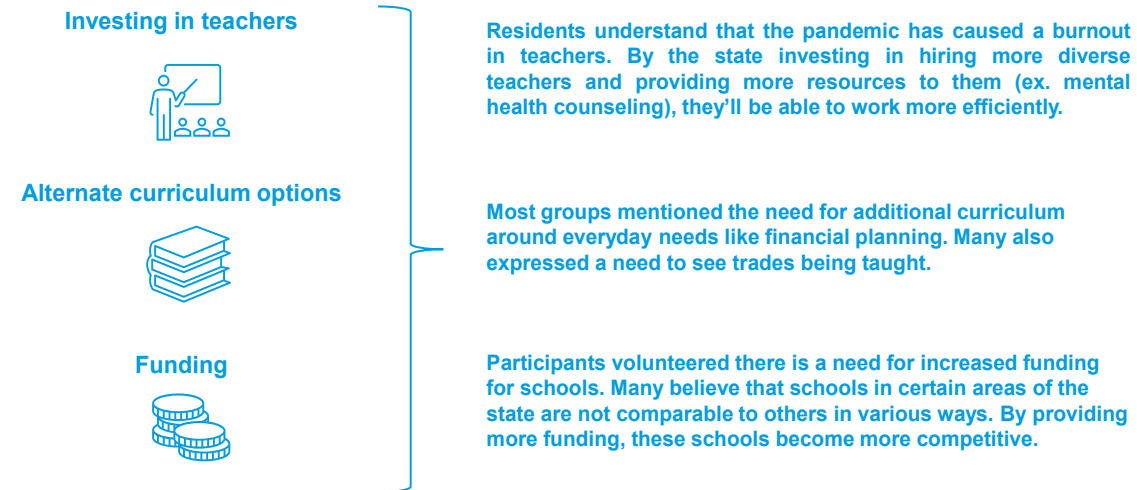 Investing in teachers
Residents understand that the pandemic has caused a burnout
in teachers. By the state investing in hiring more diverse
teachers and providing more resources to them (ex. mental
health counseling), they’ll be able to work more efficiently.
Alternate curriculum options
Most groups mentioned the need for additional curriculum
around everyday needs like financial planning. Many also
expressed a need to see trades being taught.
Funding
Participants volunteered there is a need for increased funding
for schools. Many believe that schools in certain areas of the
state are not comparable to others in various ways. By providing
more funding, these schools become more competitive.